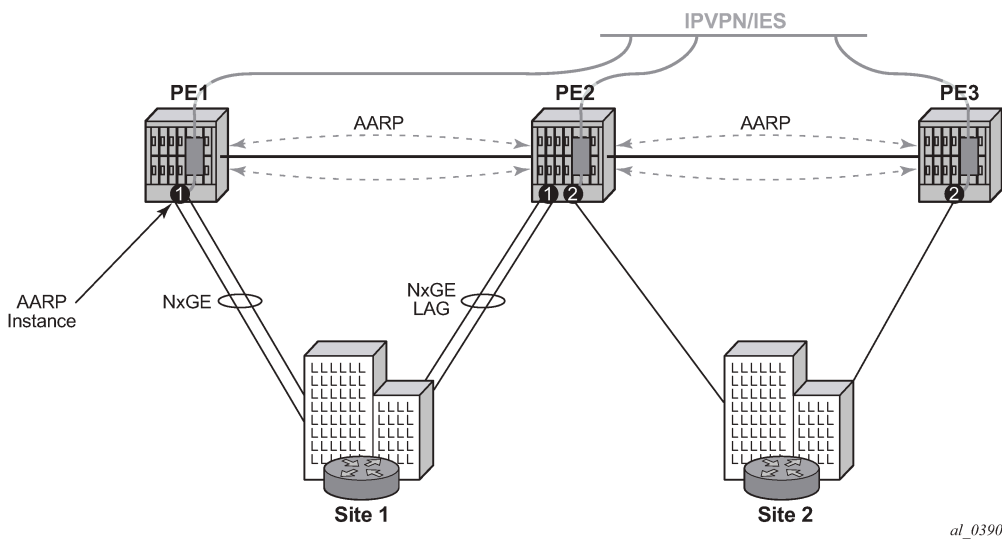 IPVPN/IES
PE1
PE2
PE3
AARP
AARP
1
1
2
2
AARP
Instance
NxGE
NxGE
LAG
Site 1
Site 2
al_0390